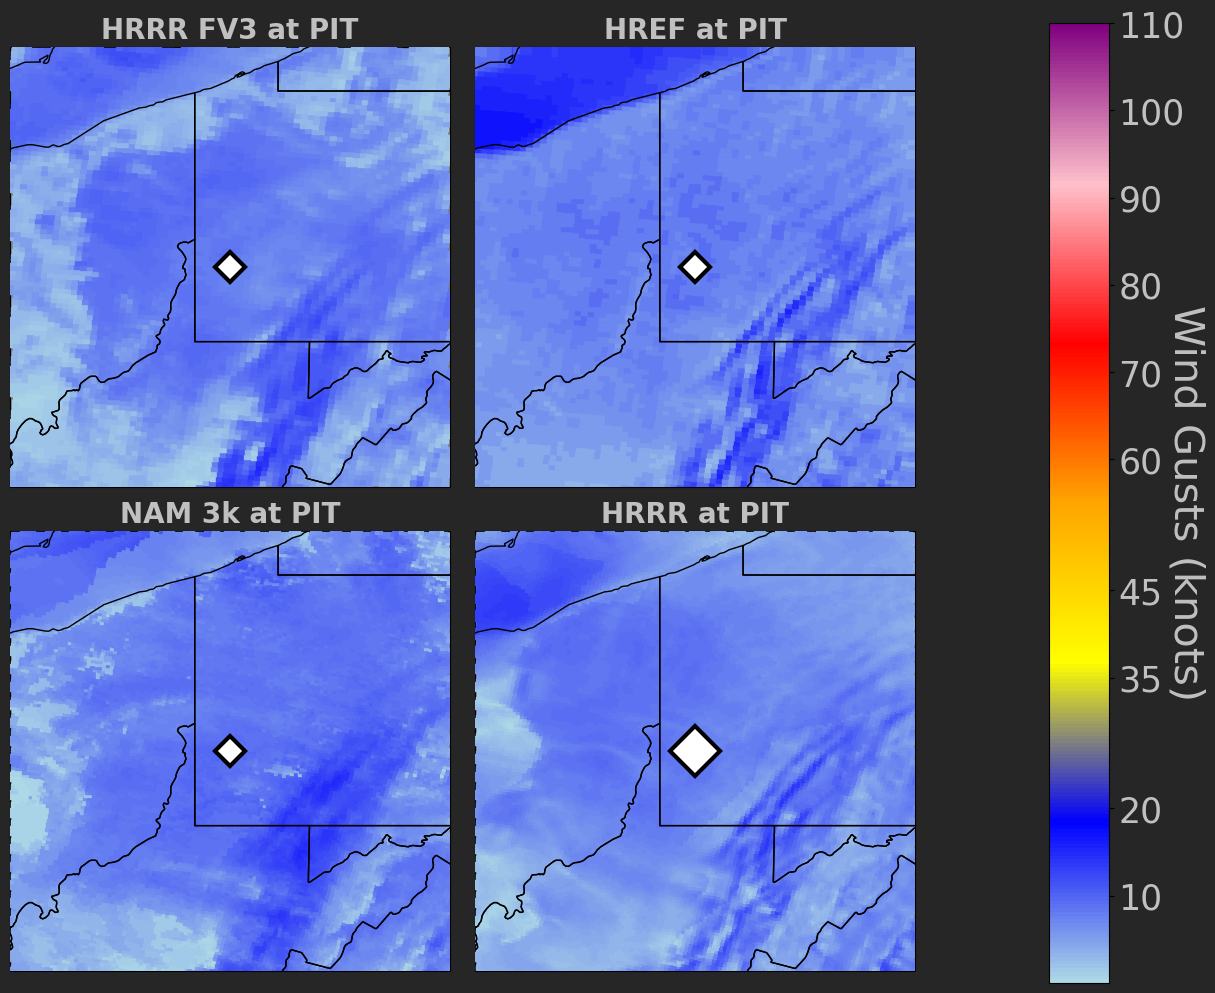 HRRR FV3 at PIT
HREF at PIT
NAM 3k at PIT
HRRR at PIT
110
100
90
80
70
60
45
35
20
10
Wind Gusts (knots)